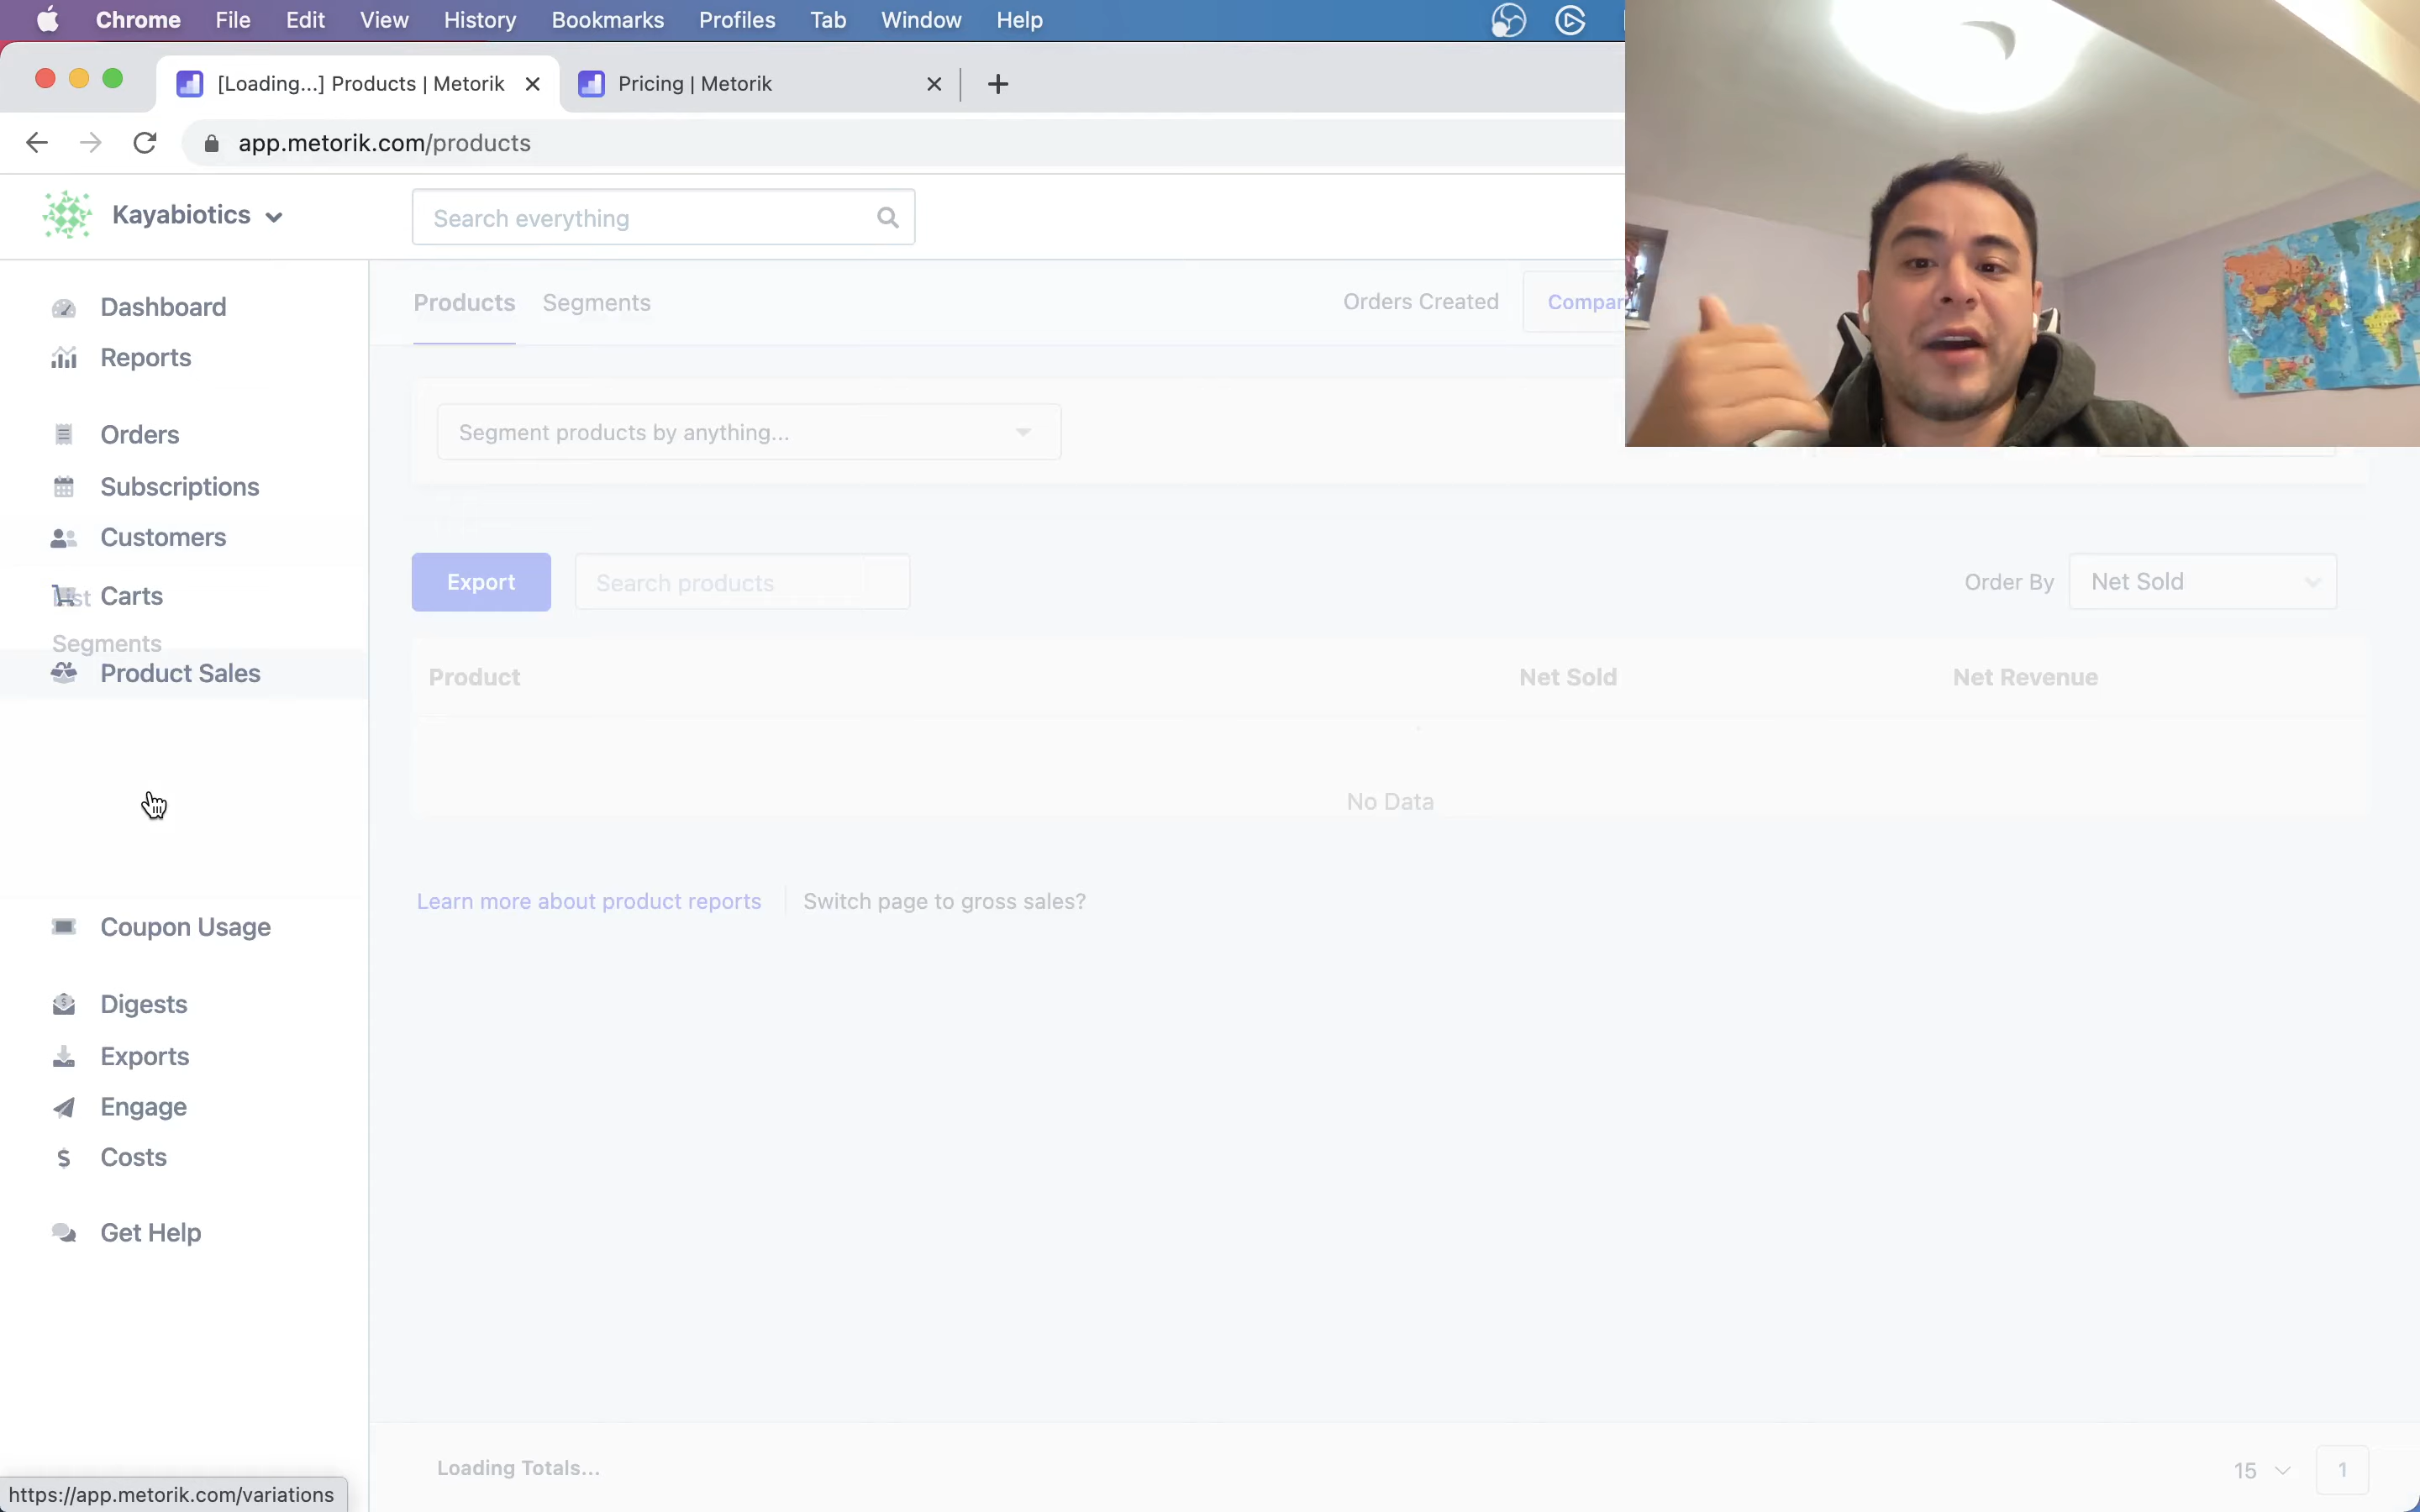 Chrome File Edit View History Bookmarks Profiles Tab Window Help
[Loading...] Products | Metorik
Pricing | Metorik
app.metorik.com/products
Kayabiotics
Search everything
Dashboard
Reports
Orders
Subscriptions
Customers
Carts
Segments
Product Sales
Coupon Usage
Digests
Exports
Engage
Costs
Get Help
Products Segments
Orders Created
Segment products by anything...
Export
Search products
Order By
Net Sold
Product Net Sold Net Revenue
No Data
Learn more about product reports
Switch page to gross sales?
Loading Totals...
15
1
https://app.metorik.com/variations